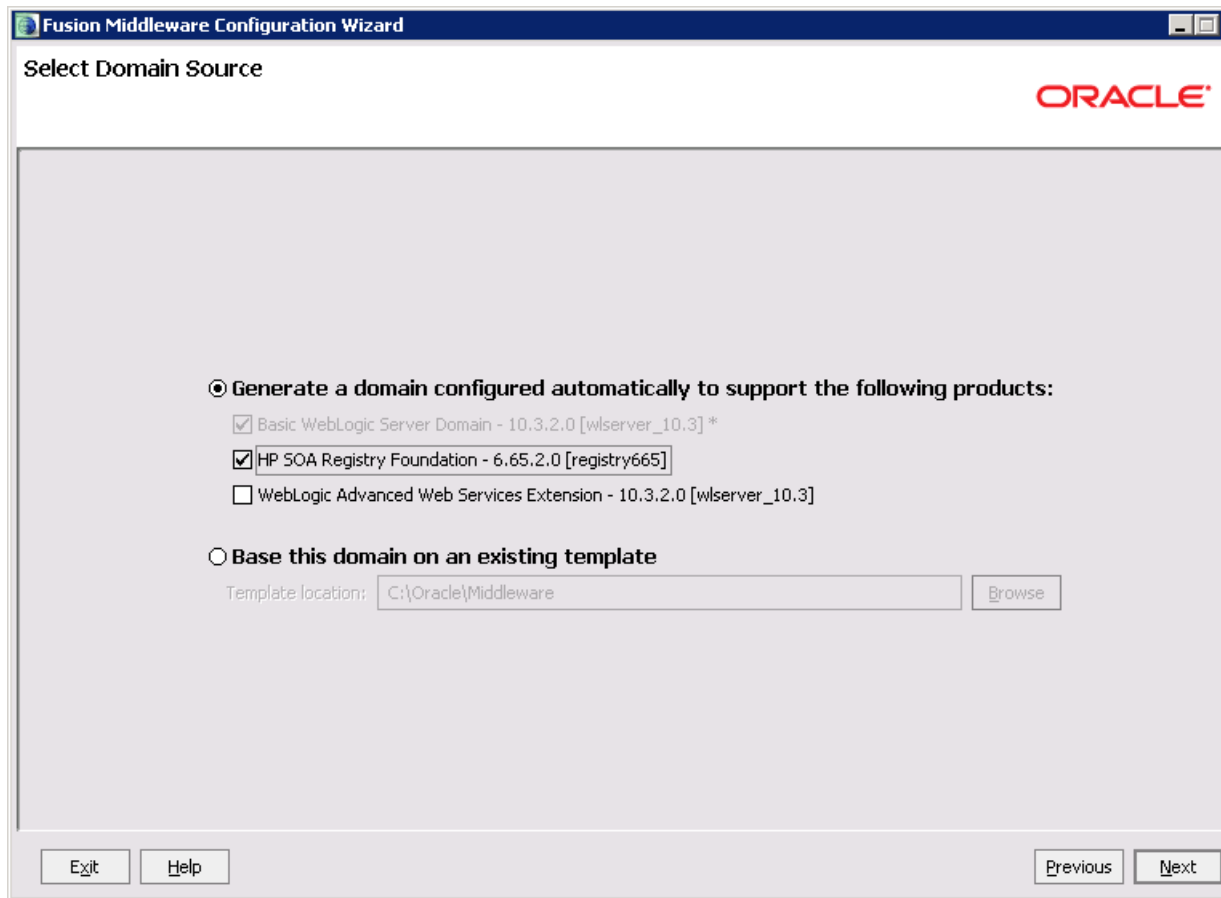 Fusion Middleware Configuration Wizard
Select Domain Source
ORACLE
Generate a domain configured automatically to support the following products:
Basic WebLogic Server Domain - 10.3.2.0 [wlserver_10.3] *
HP SOA Registry Foundation - 6.65.2.0 [registry665]
WebLogic Advanced Web Services Extension - 10.3.2.0 [wlserver_10.3]
Base this domain on an existing template
Template location: C:\Oracle\Middleware Browse
Exit Help Previous Next